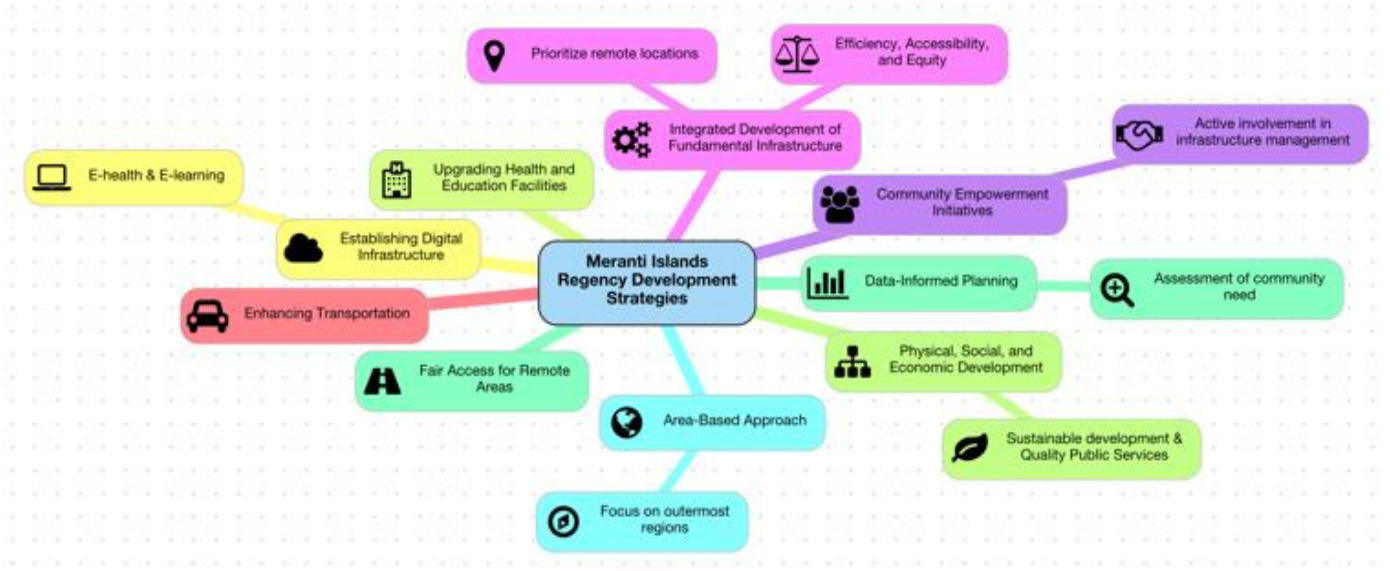 Prioritize remote locations
Efficiency, Accessibility,
and Equity
Integrated Development of
Fundamental Infrastructure
Active involvement in
infrastructure management
E-health & E-learning
Upgrading Health and
Education Facilities
Community Empowerment
Initiatives
Establishing Digital
Infrastructure
Meranti Islands
Regency Development
Strategies
Data-Informed Planning
Assessment of community
need
Enhancing Transportation
Physical, Social, and
Economic Development
Fair Access for Remote
Areas
Area-Based Approach
Sustainable development &
Quality Public Services
Focus on outermost
regions